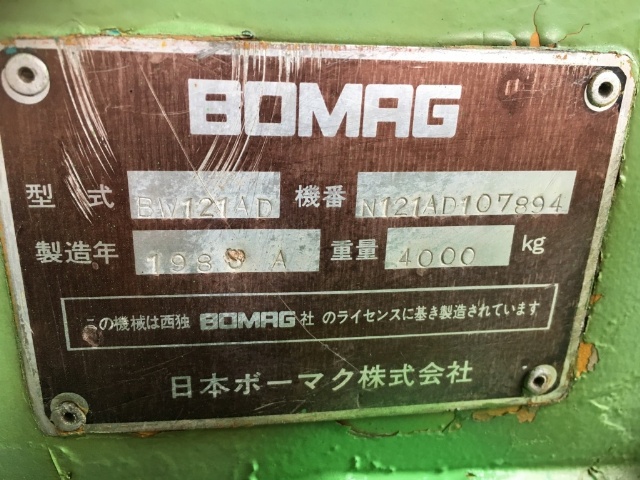 BOMAG
型式 BW121AD 機番 N121AD107894
製造年 A 重量 4000 kg
この機械は西独 BOMAG 社 のライセンスに基き製造されています
日本ボーマク株式会社